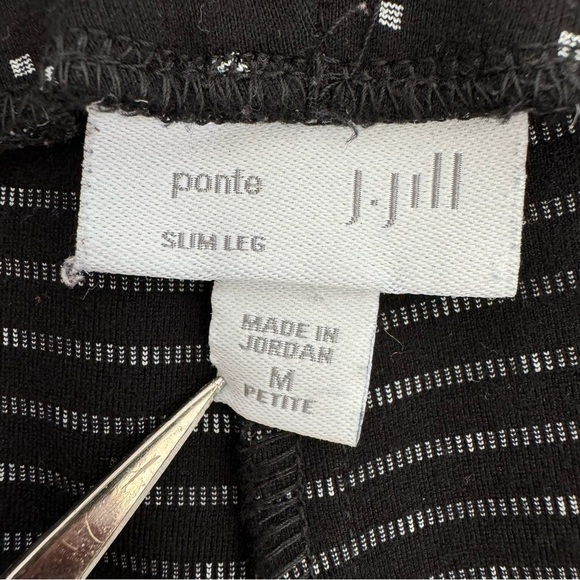 ponte J.Jill
SLIM LEG
MADE IN
JORDAN
M
PETITE